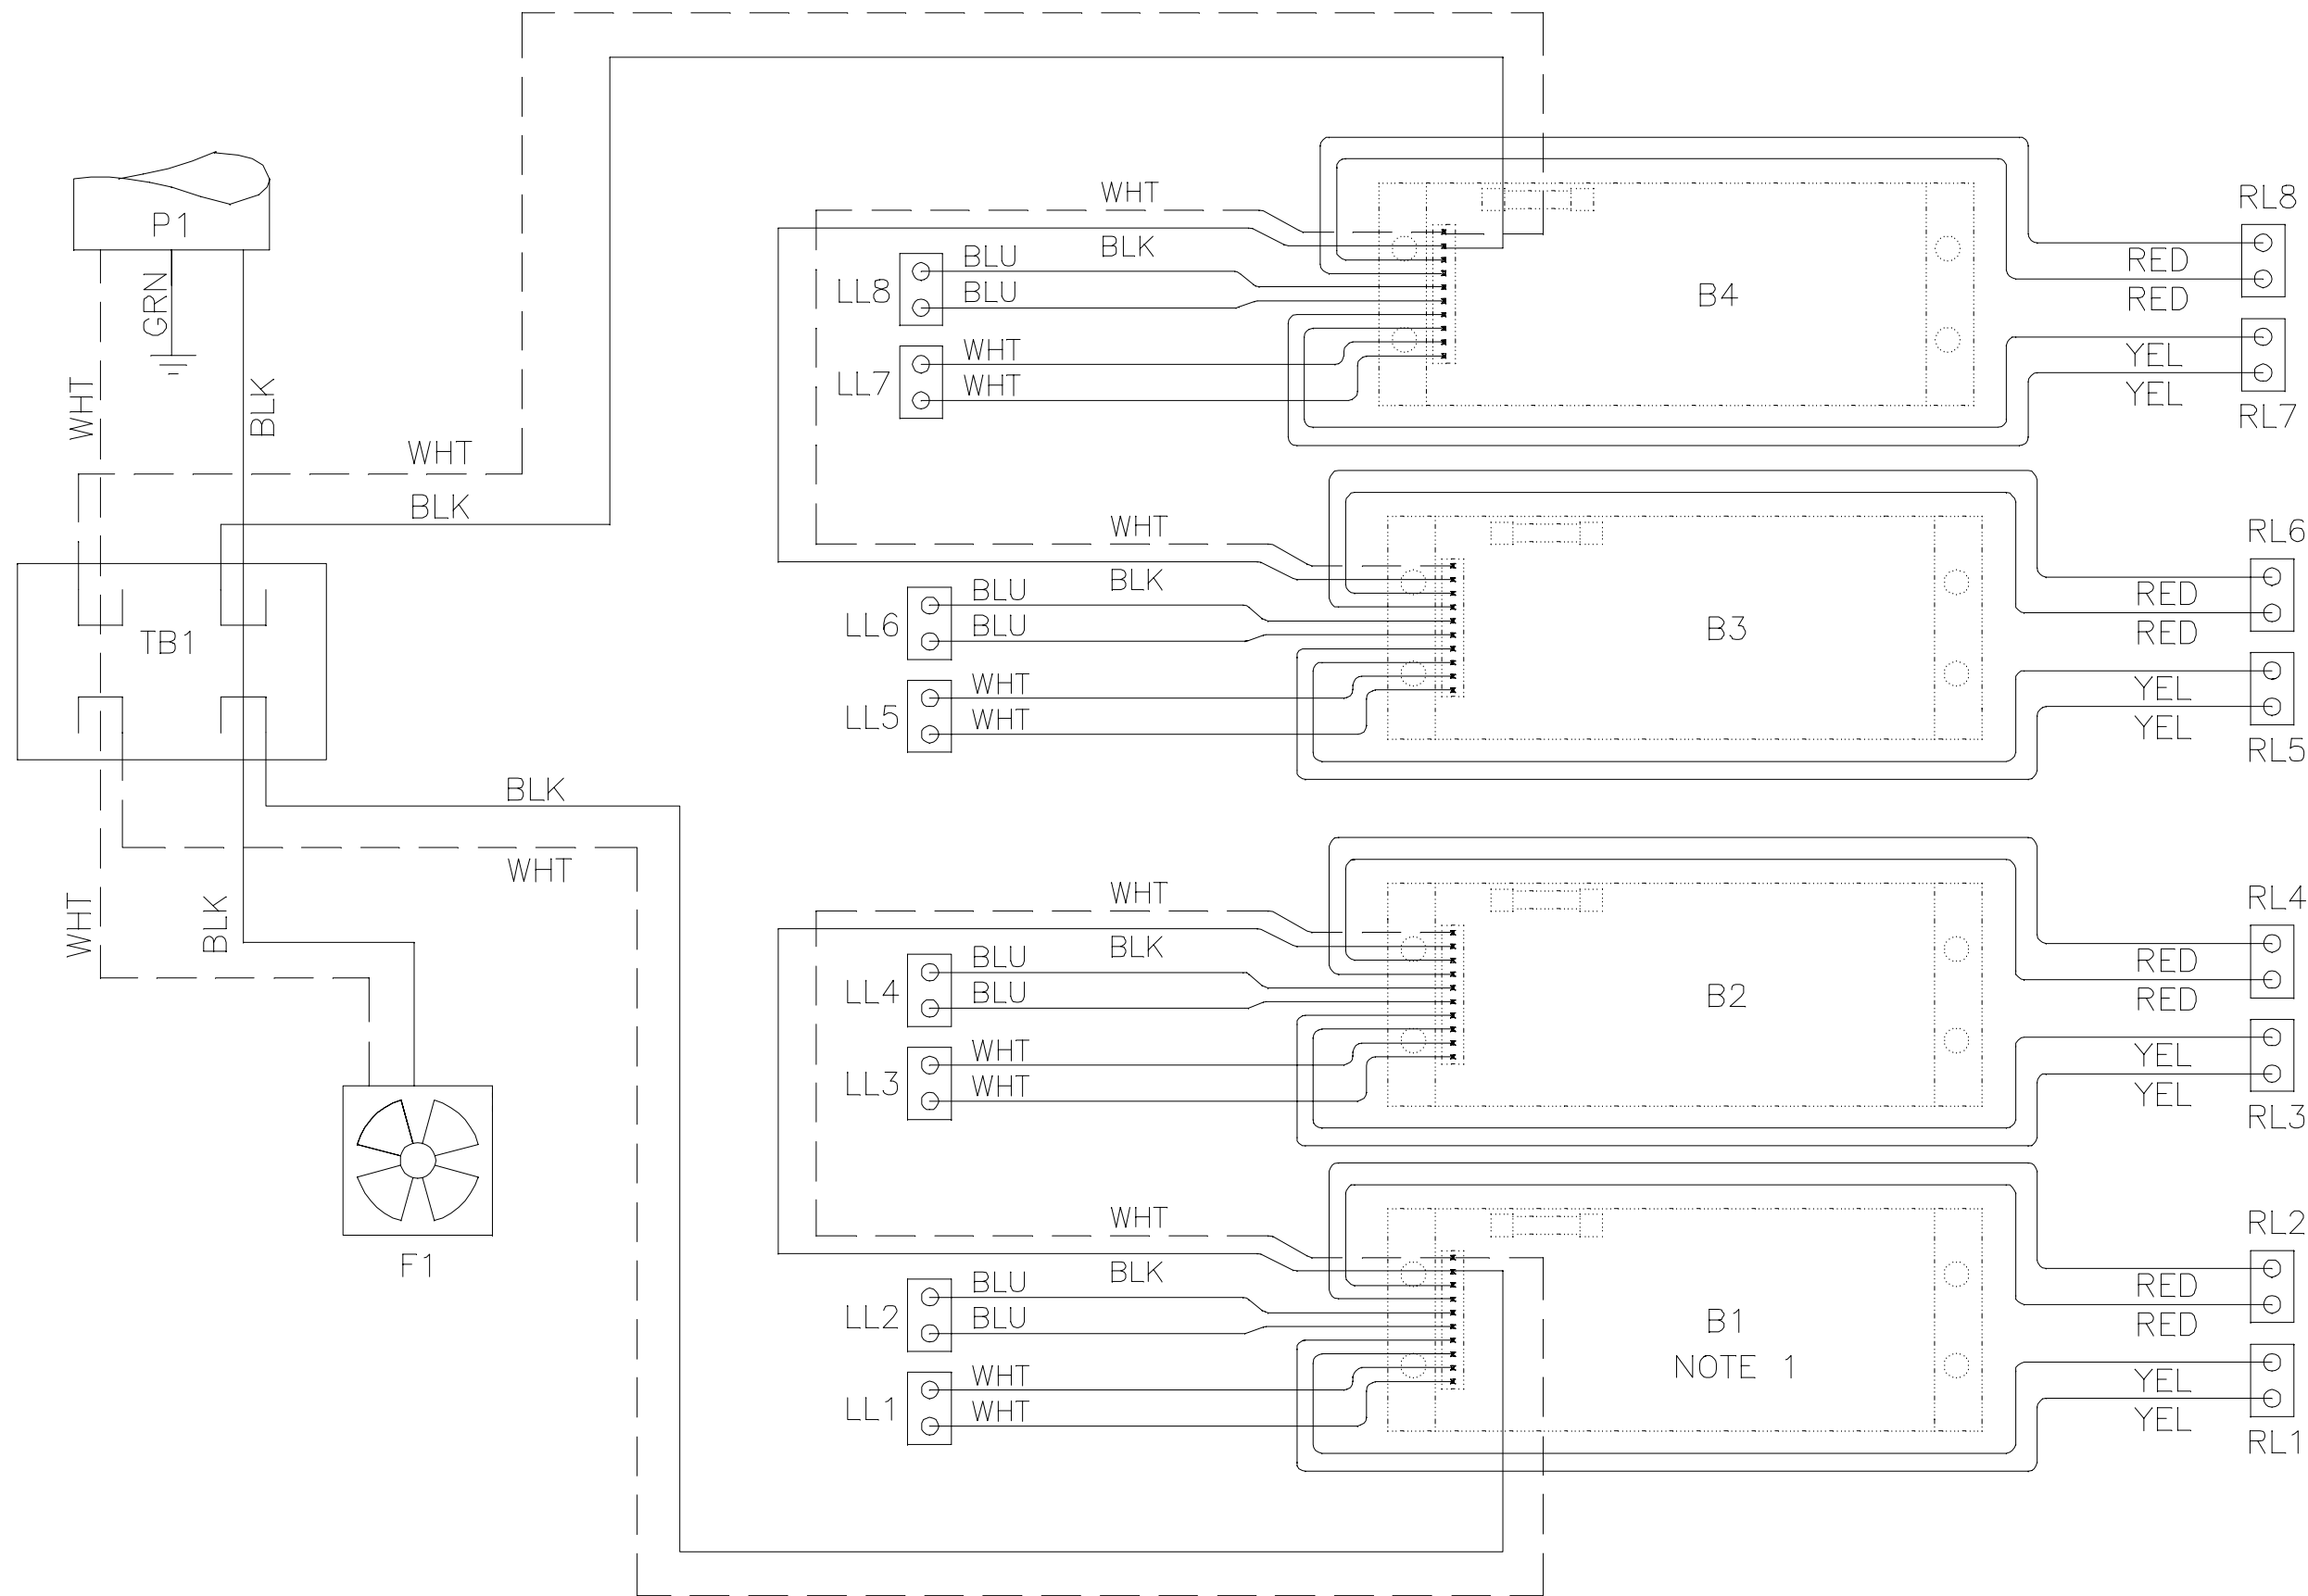 P1
GRN
WHT
BLK
WHT
BLK
TB1
BLK
WHT
WHT
BLK
F1
WHT
BLK
BLU
BLU
LL8
WHT
WHT
LL7
B4
RL8
RED
RED
YEL
YEL
RL7
WHT
BLK
BLU
BLU
LL6
WHT
WHT
LL5
B3
RL6
RED
RED
YEL
YEL
RL5
WHT
BLK
BLU
BLU
LL4
WHT
WHT
LL3
B2
RL4
RED
RED
YEL
YEL
RL3
WHT
BLK
BLU
BLU
LL2
WHT
WHT
LL1
B1
NOTE 1
RL2
RED
RED
YEL
YEL
RL1